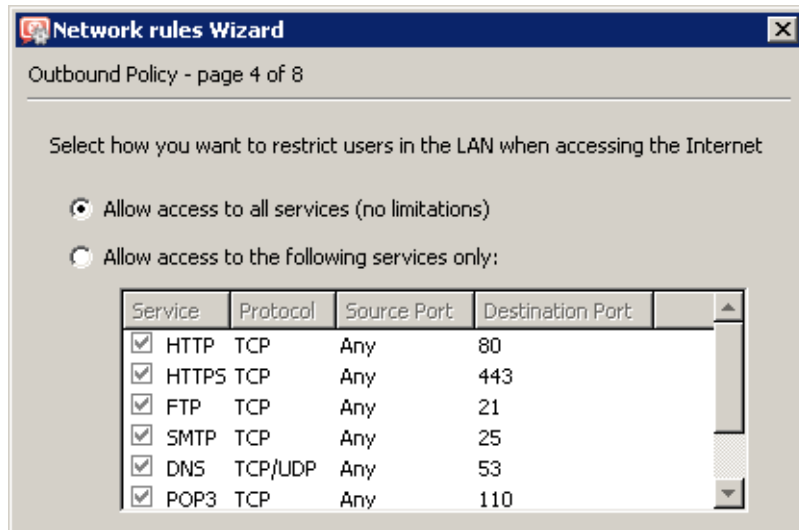 Network rules Wizard
Outbound Policy - page 4 of 8
Select how you want to restrict users in the LAN when accessing the Internet
Allow access to all services (no limitations)
Allow access to the following services only:
Service Protocol Source Port Destination Port
HTTP TCP Any 80
HTTPS TCP Any 443
FTP TCP Any 21
SMTP TCP Any 25
DNS TCP/UDP Any 53
POP3 TCP Any 110